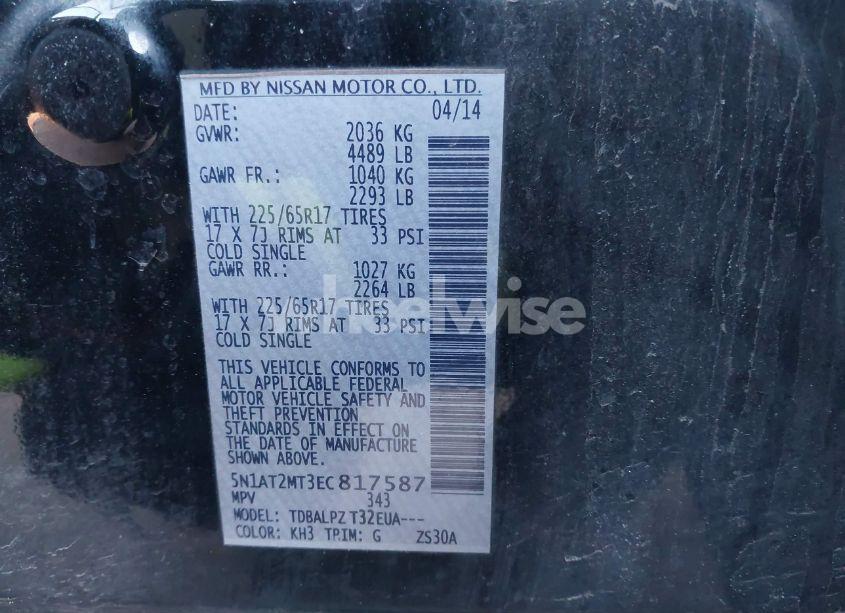 MFD BY NISSAN MOTOR CO., LTD.
DATE: 04/14
GVWR: 2036 KG
4489 LB
GAWR FR.: 1040 KG
2293 LB
WITH 225/65R17 TIRES
17 X 7J RIMS AT 33 PSI
COLD SINGLE
GAWR RR.: 1027 KG
2264 LB
WITH 225/65R17 TIRES
17 X 7J RIMS AT 33 PSI
COLD SINGLE
THIS VEHICLE CONFORMS TO
ALL APPLICABLE FEDERAL
MOTOR VEHICLE SAFETY AND
THEFT PREVENTION
STANDARDS IN EFFECT ON
THE DATE OF MANUFACTURE
SHOWN ABOVE.
5N1AT2MT3EC817587
MPV 343
MODEL: TDBALPZ T32EUA---
COLOR: KH3 TRIM: G ZS30A